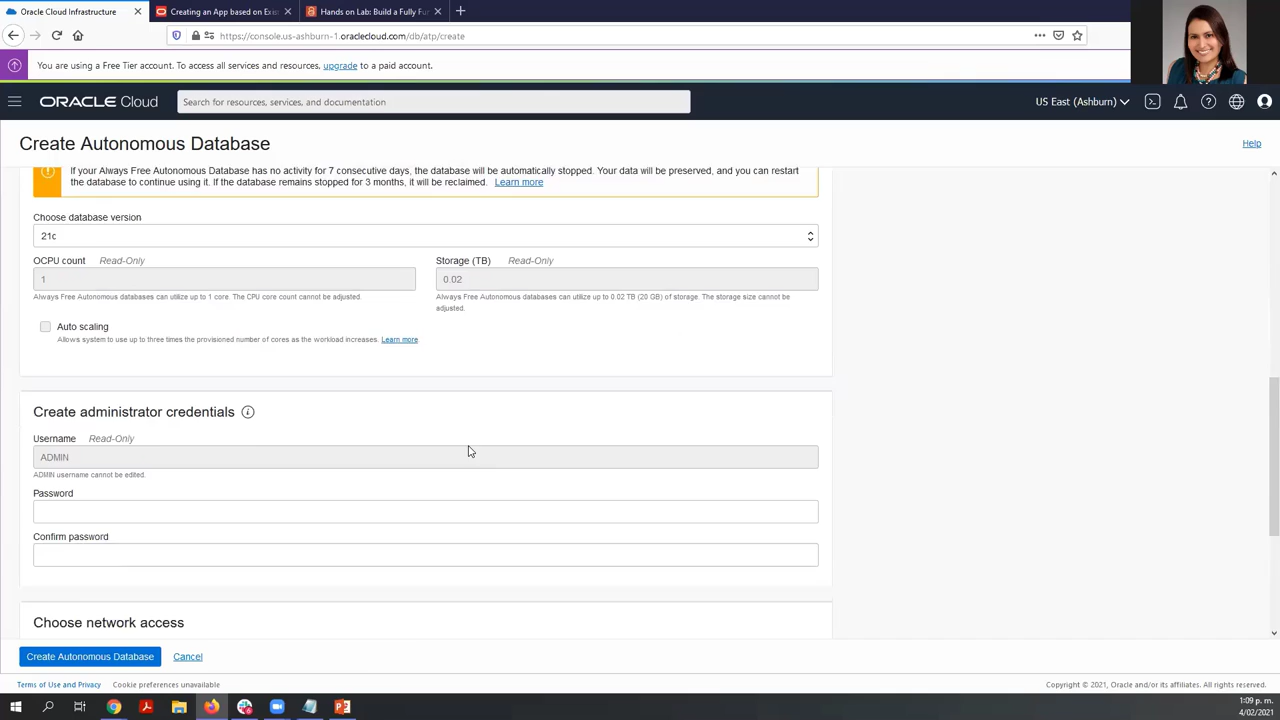 Oracle Cloud Infrastructure
Creating an App based on Exis
Hands on Lab: Build a Fully Fu
https://console.us-ashburn-1.oraclecloud.com/db/atp/create
You are using a Free Tier account. To access all services and resources, upgrade to a paid account.
ORACLE Cloud
Search for resources, services, and documentation
US East (Ashburn)
Create Autonomous Database
Help
If your Always Free Autonomous Database has no activity for 7 consecutive days, the database will be automatically stopped. Your data will be preserved, and you can restart
the database to continue using it. If the database remains stopped for 3 months, it will be reclaimed. Learn more
Choose database version
21c
OCPU count Read-Only
Storage (TB) Read-Only
1
0.02
Always Free Autonomous databases can utilize up to 1 core. The CPU core count cannot be adjusted.
Always Free Autonomous databases can utilize up to 0.02 TB (20 GB) of storage. The storage size cannot be
adjusted.
Auto scaling
Allows system to use up to three times the provisioned number of cores as the workload increases. Learn more
Create administrator credentials
Username Read-Only
ADMIN
ADMIN username cannot be edited.
Password
Confirm password
Choose network access
Create Autonomous Database
Cancel
Terms of Use and Privacy
Cookie preferences unavailable
Copyright © 2021, Oracle and/or its affiliates. All rights reserved.
1:09 p. m.
4/02/2021